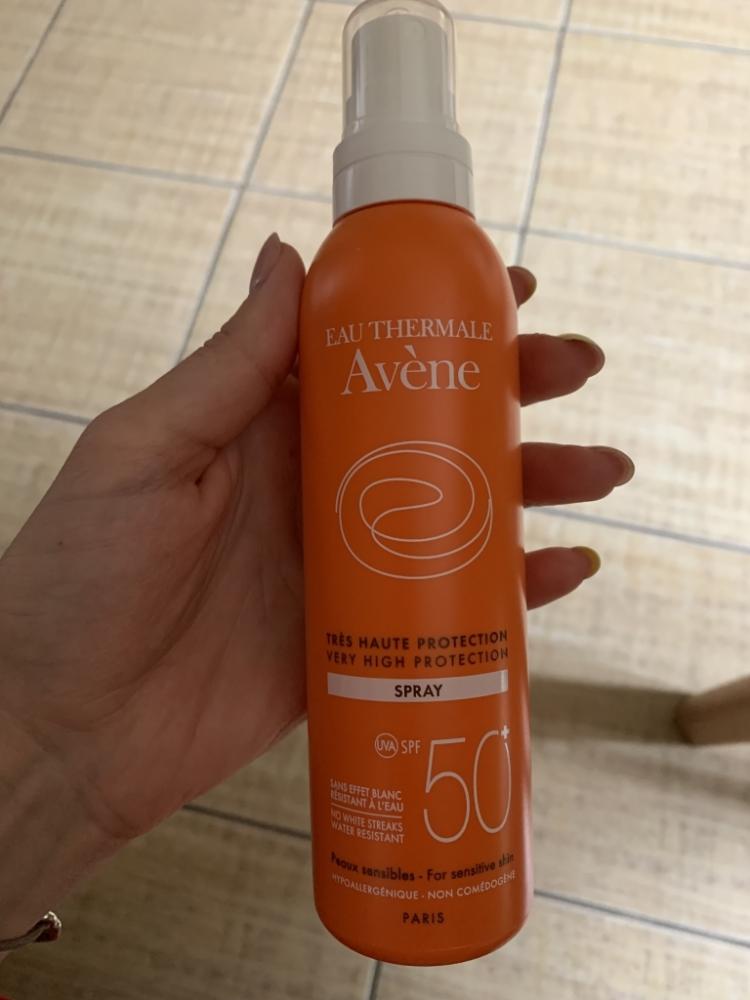 EAU THERMALE
Avène
TRÈS HAUTE PROTECTION
VERY HIGH PROTECTION
SPRAY
UVA SPF 50+
SANS EFFET BLANC
RÉSISTANT À L'EAU
NO WHITE STREAKS
WATER RESISTANT
Peaux sensibles - For sensitive skin
HYPOALLERGÉNIQUE - NON COMÉDOGÈNE
PARIS